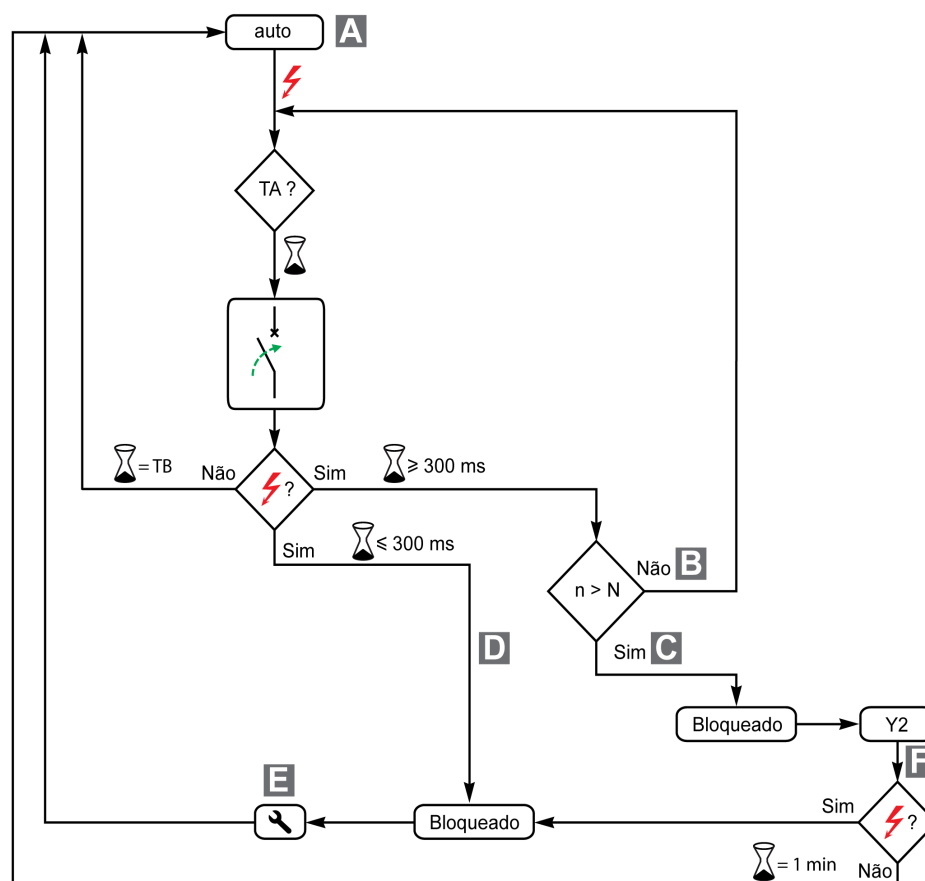 auto A
TA ?
= TB
Não
Sim
≥ 300 ms
?
Sim
≤ 300 ms
Não B
n > N
D
Sim C
Bloqueado
Y2
F
E
Sim
Bloqueado
?
= 1 min
Não